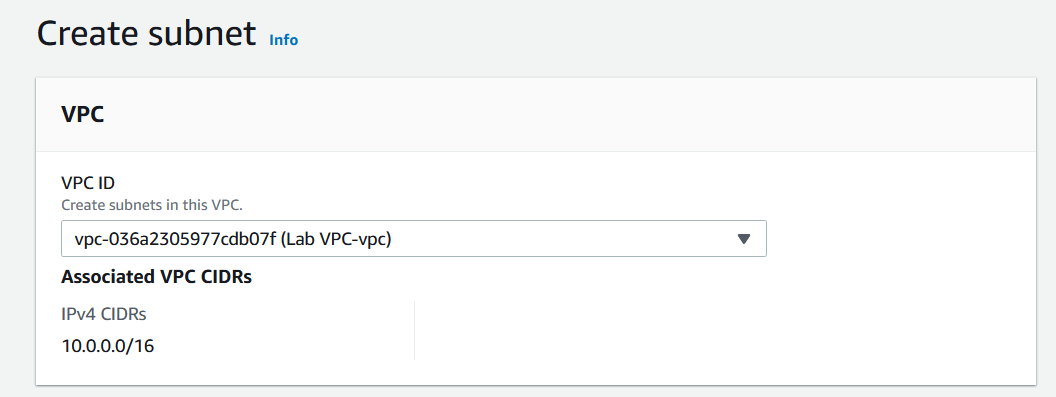 Create subnet Info
VPC
VPC ID
Create subnets in this VPC.
vpc-036a2305977cdb07f (Lab VPC-vpc)
Associated VPC CIDRs
IPv4 CIDRs
10.0.0.0/16